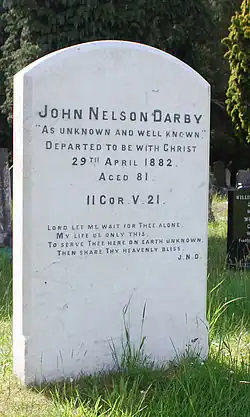 JOHN NELSON DARBY
"AS UNKNOWN AND WELL KNOWN,"
DEPARTED TO BE WITH CHRIST
29TH APRIL 1882.
AGED 81.
II COR. V. 21.
LORD LET ME WAIT FOR THEE ALONE,
MY LIFE BE ONLY THIS,
TO SERVE THEE HERE ON EARTH UNKNOWN,
THEN SHARE THY HEAVENLY BLISS.
J.N.D.